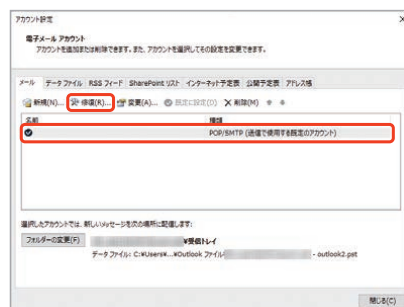 アカウント設定
電子メール アカウント
アカウントを追加または削除できます。また、アカウントを選択してその設定を変更できます。
メール データ ファイル RSS フィード SharePoint リスト インターネット予定表 公開予定表 アドレス帳
新規(N)... 修復(R)... 変更(A)... 既定に設定(D) 削除(M)
名前 種類
POP/SMTP (送信で使用する既定のアカウント)
選択したアカウントでは、新しいメッセージを次の場所に配信します:
フォルダーの変更(F) ¥受信トレイ
データ ファイル: C:¥Users¥...¥Outlook ファイル¥ - outlook2.pst
閉じる(C)